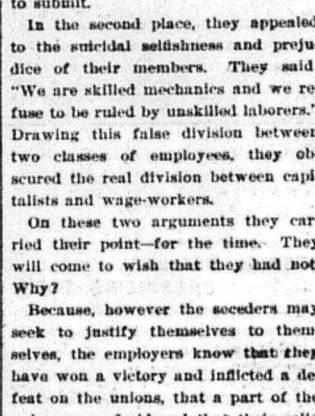 to submit.
In the second place, they appealed
to the suicidal selfishness and preju
dice of their members. They said
"We are skilled mechanics and we re
fuse to be ruled by unskilled laborers."
Drawing this false division between
two classes of employees, they ob
scured the real division between capi
talists and wage-workers.
On these two arguments they car
ried their point—for the time. They
will come to wish that they had not
Why?
Because, however the seceders may
seek to justify themselves to them
selves, the employers know that they
have won a victory and inflicted a de
feat on the unions, that a part of the